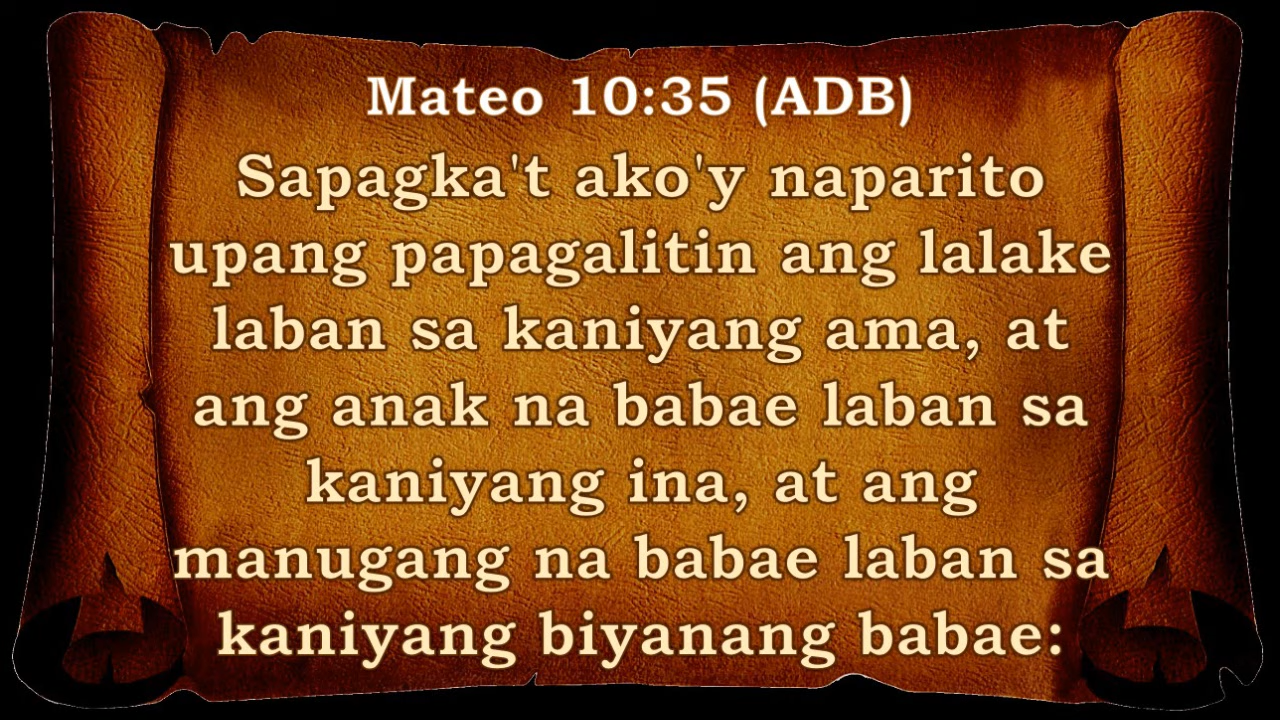 Mateo 10:35 (ADB)
Sapagka't ako'y naparito
upang papagalitin ang lalake
laban sa kaniyang ama, at
ang anak na babae laban sa
kaniyang ina, at ang
manugang na babae laban sa
kaniyang biyanang babae: